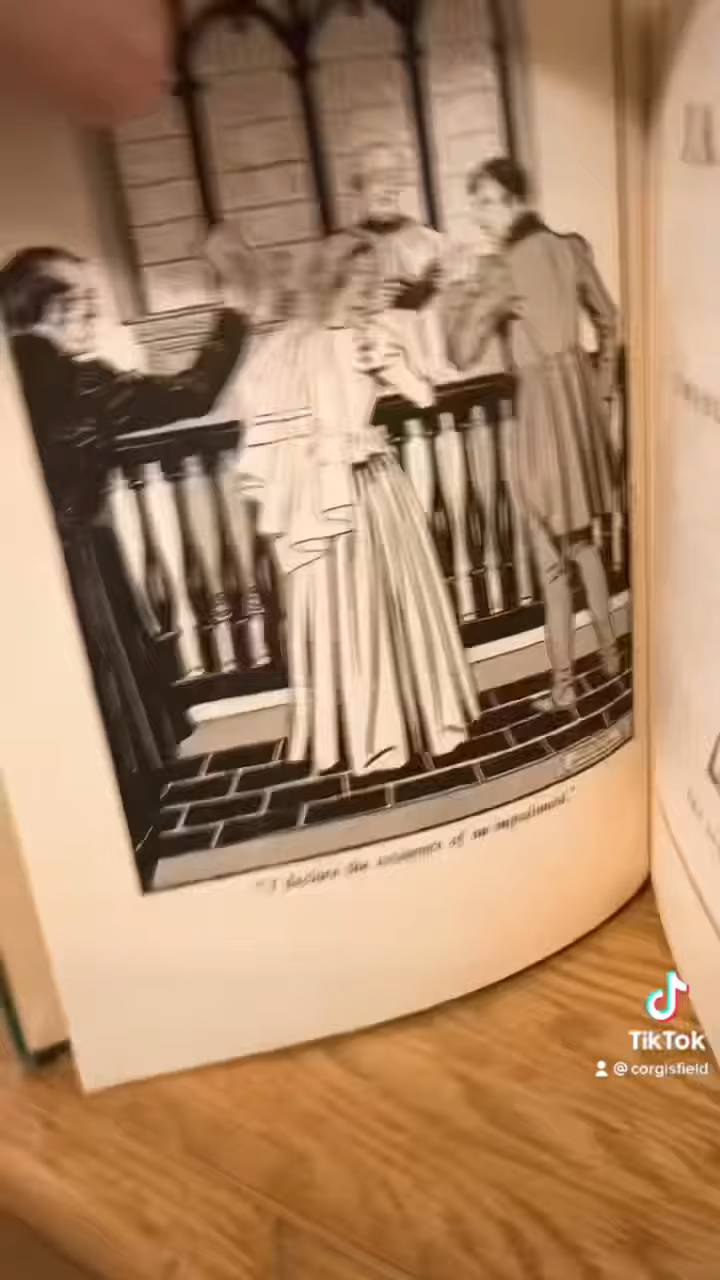 "I declare the existence of an impediment."
TikTok
@corgisfield